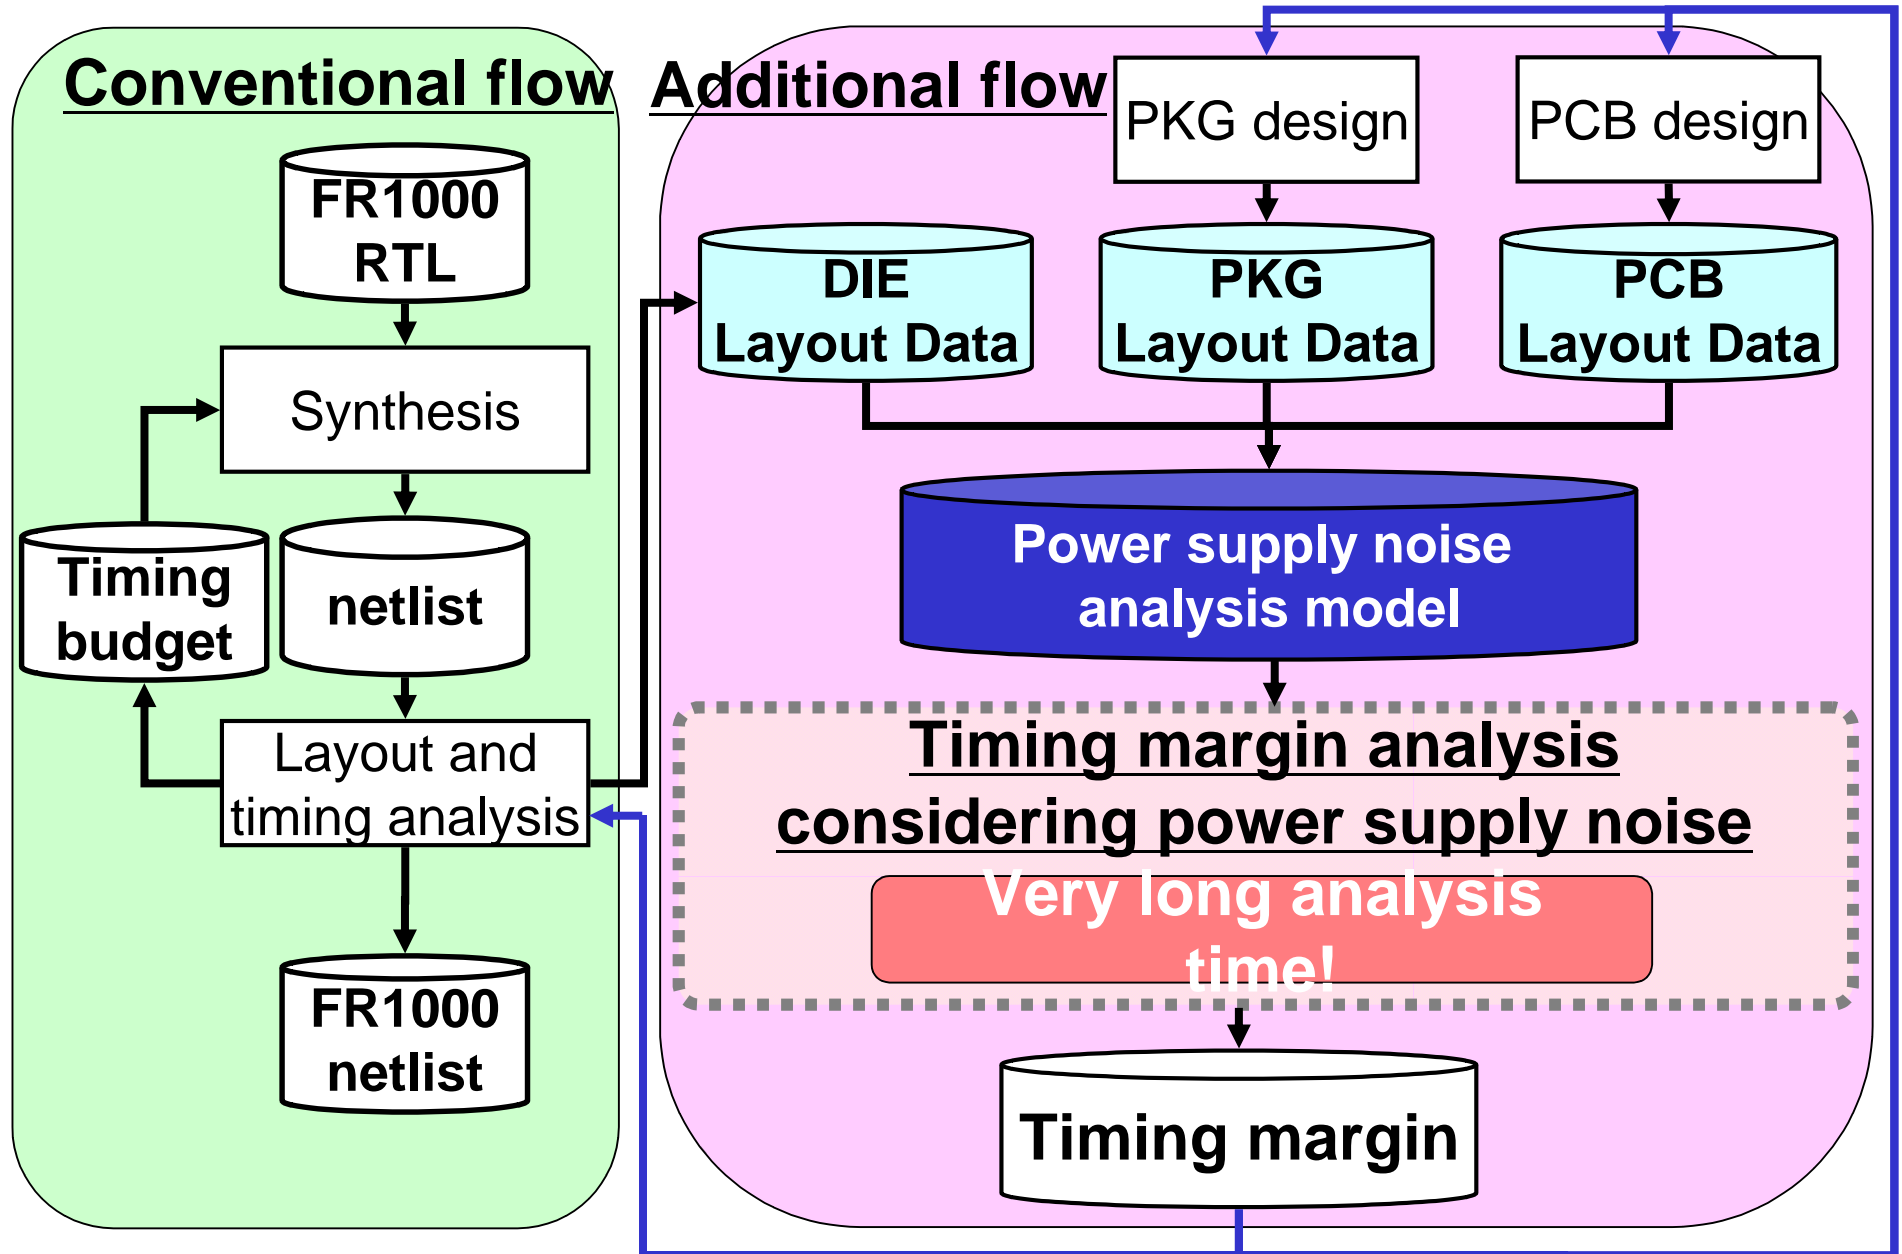 Conventional flow
FR1000
RTL
Synthesis
Timing
budget
netlist
Layout and
timing analysis
FR1000
netlist
Additional flow
PKG design
PCB design
DIE
Layout Data
PKG
Layout Data
PCB
Layout Data
Power supply noise
analysis model
Timing margin analysis
considering power supply noise
Very long analysis
time!
Timing margin